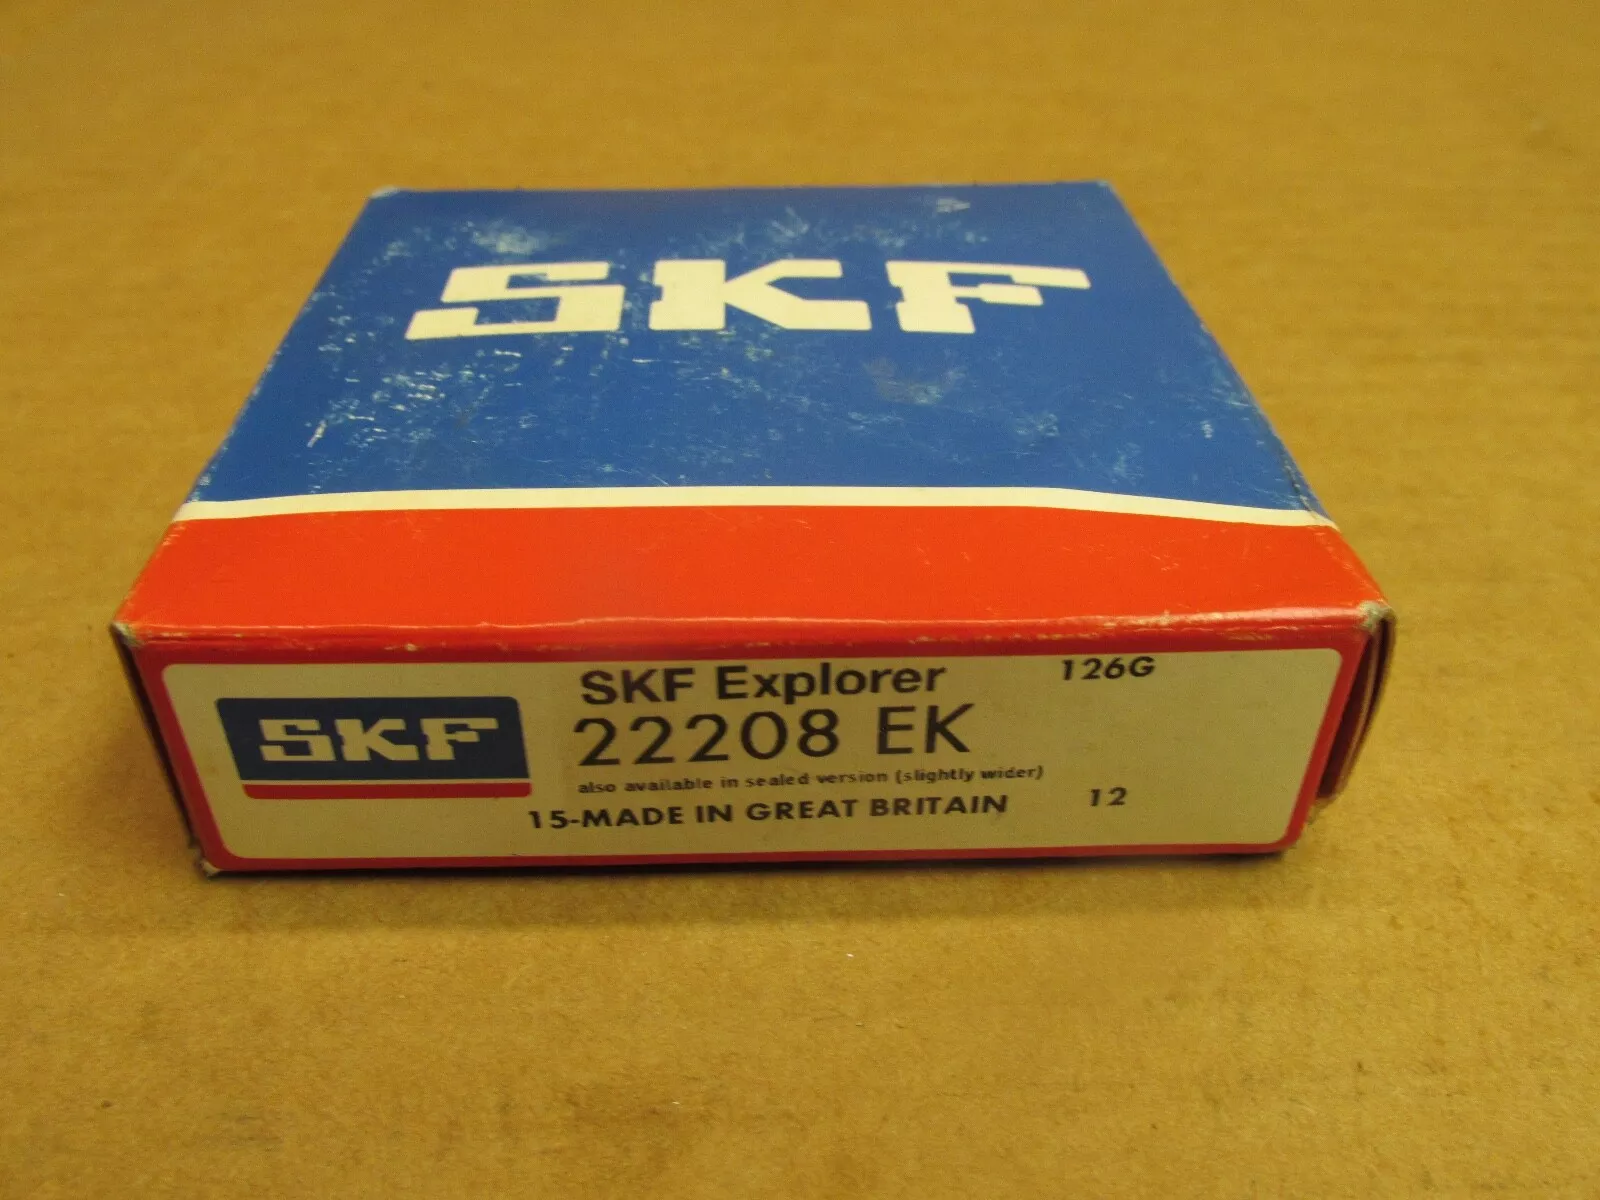 SKF
SKF Explorer
126G
SKF
22208 EK
also available in sealed version (slightly wider)
15-MADE IN GREAT BRITAIN
12